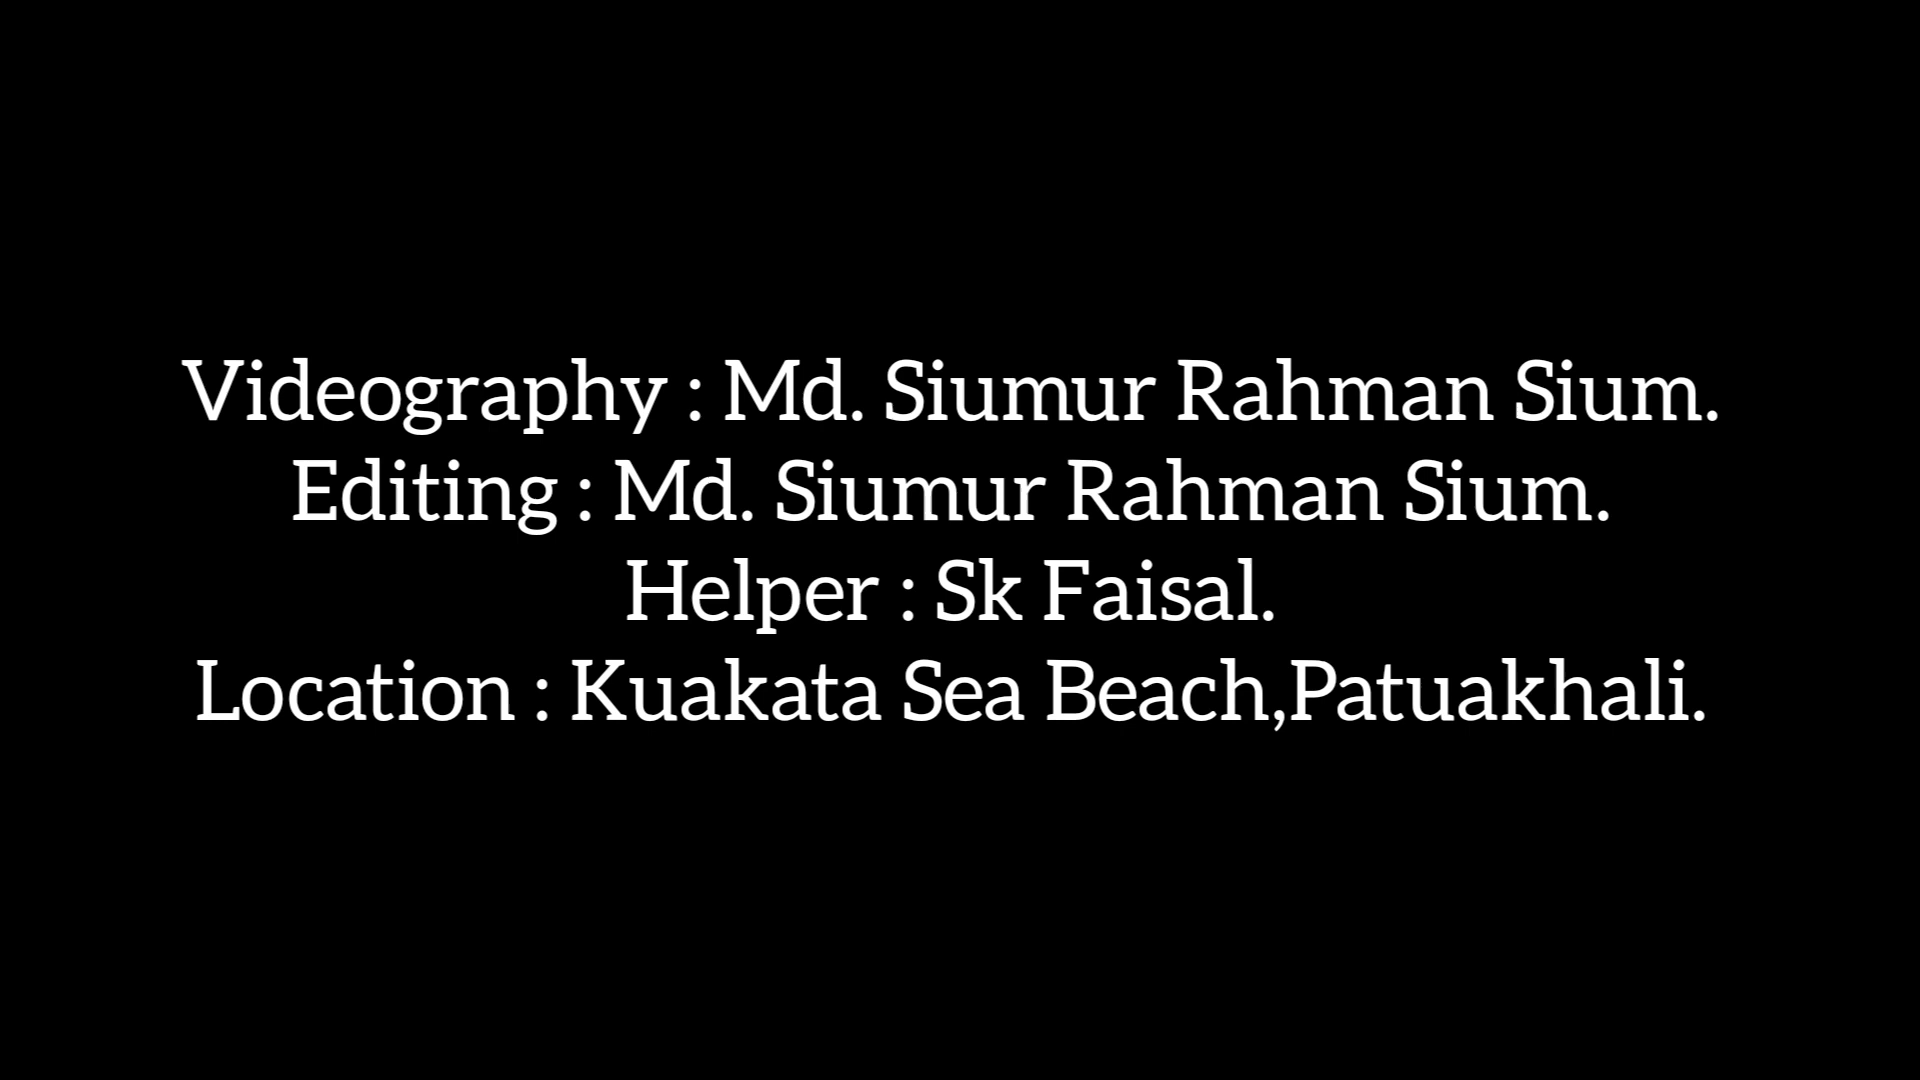 Videography : Md. Siumur Rahman Sium.
Editing : Md. Siumur Rahman Sium.
Helper : Sk Faisal.
Location : Kuakata Sea Beach,Patuakhali.